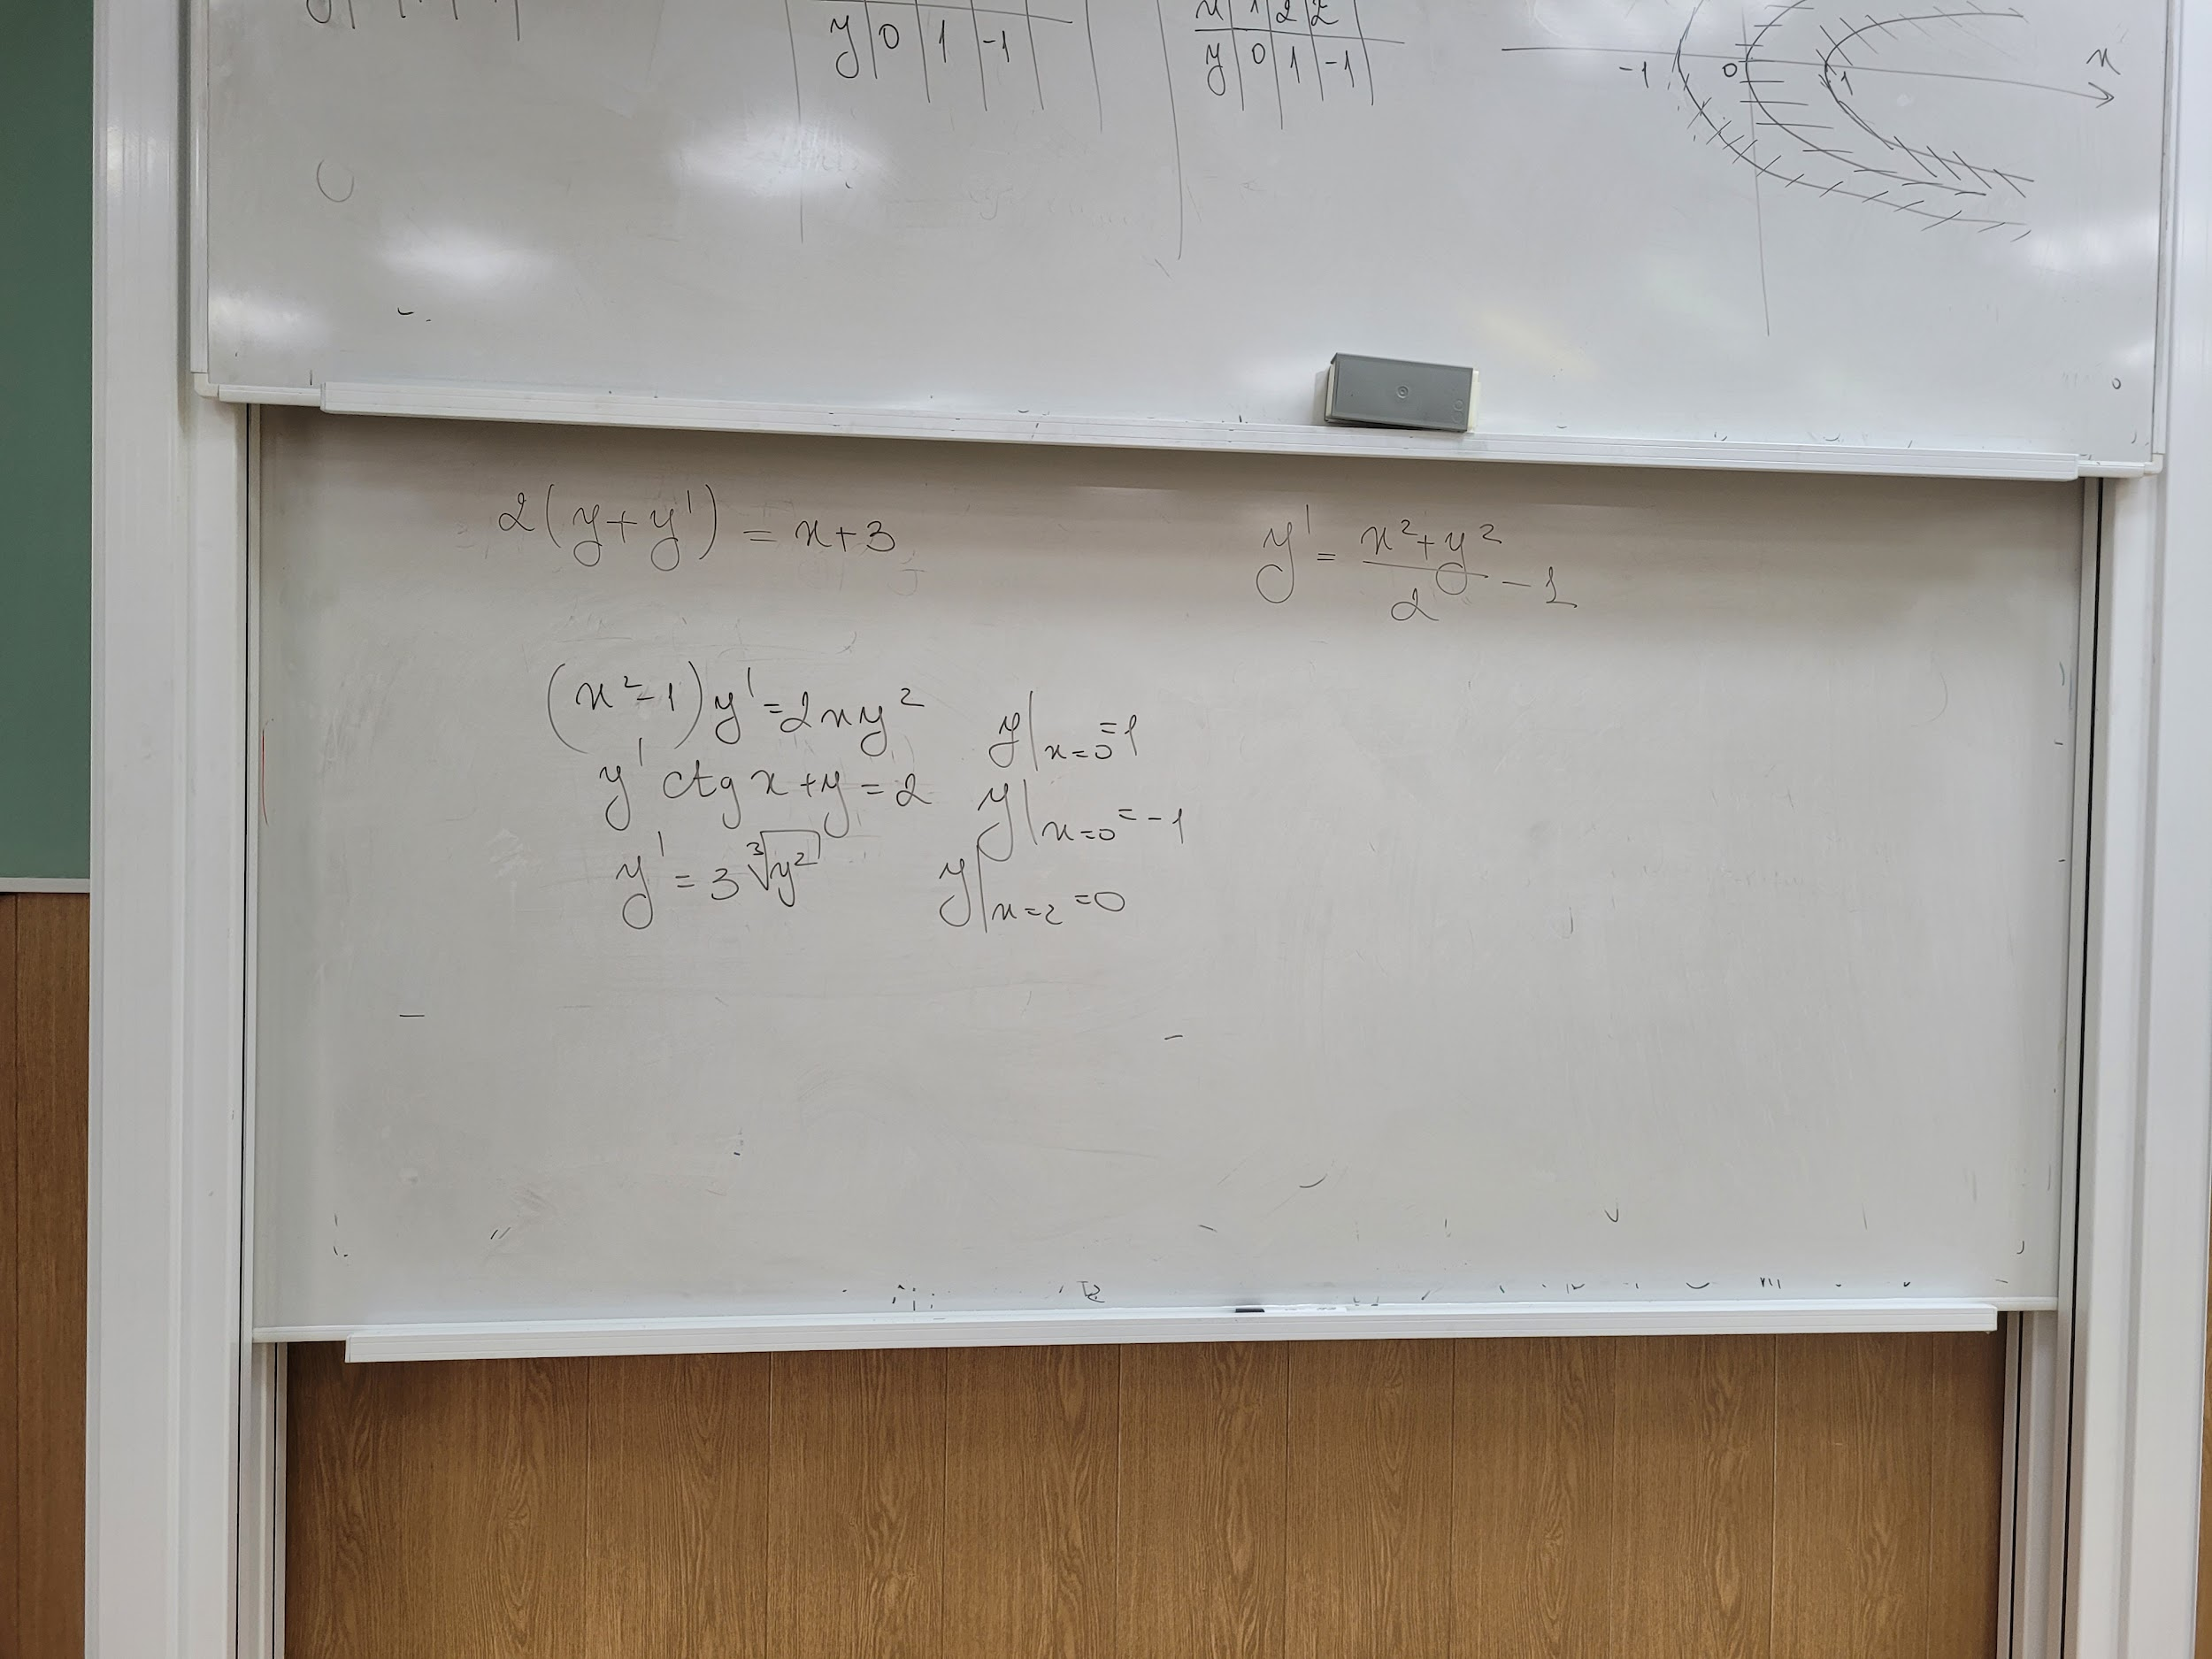 y | 0 | 1 | -1
x | 1 | 2 | 2
y | 0 | 1 | -1
-1 0 1 x
2(y+y') = x+3
y' = (x²+y²)/2 - 1
(x²-1)y' = 2xy² y|x=0 = 1
y' ctg x + y = 2 y|x=0 = -1
y' = 3∛y² y|x=2 = 0